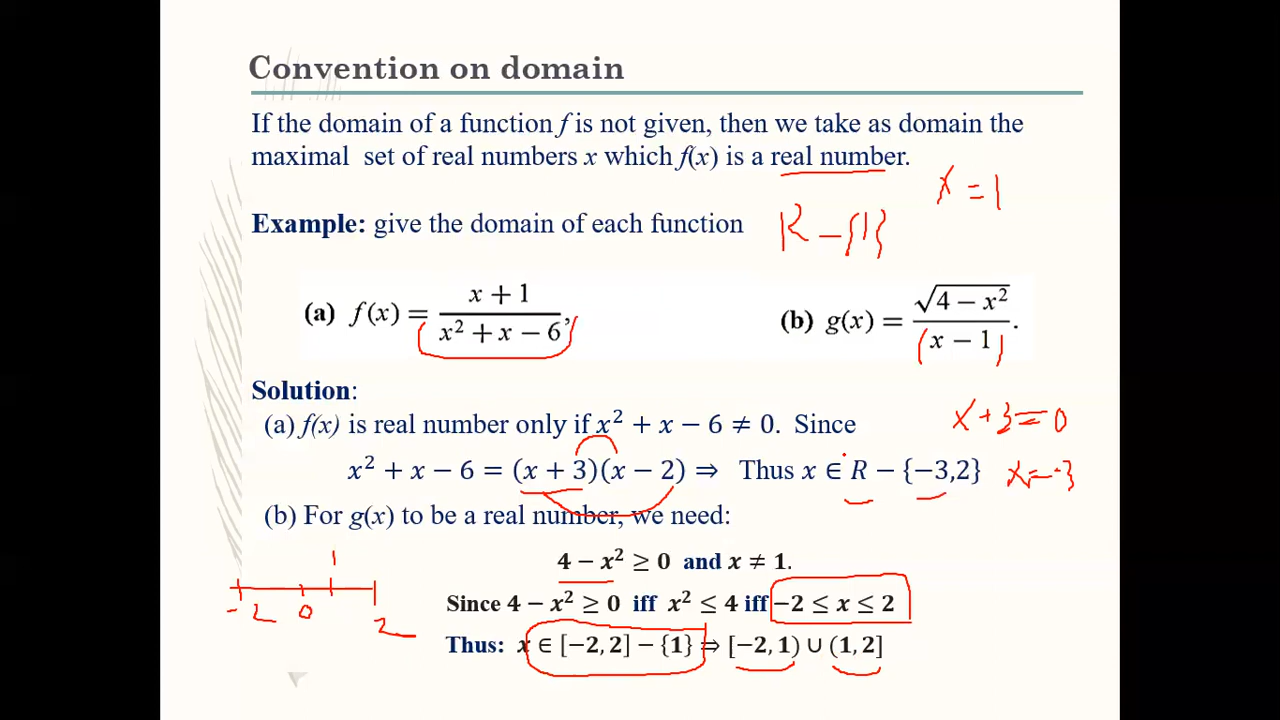 Convention on domain
If the domain of a function f is not given, then we take as domain the
maximal set of real numbers x which f(x) is a real number.
x = 1
Example: give the domain of each function
R - {1}
(a) f(x) = (x + 1)/(x² + x − 6),
(b) g(x) = √(4 − x²)/(x − 1).
Solution:
(a) f(x) is real number only if x² + x − 6 ≠ 0. Since
x+3=0
x² + x − 6 = (x + 3)(x − 2) ⇒ Thus x ∈ R − {−3,2}
x=-3
(b) For g(x) to be a real number, we need:
4 − x² ≥ 0 and x ≠ 1.
1
-2 0 2
Since 4 − x² ≥ 0 iff x² ≤ 4 iff −2 ≤ x ≤ 2
Thus: x ∈ [−2, 2] − {1} ⇒ [−2, 1) ∪ (1, 2]